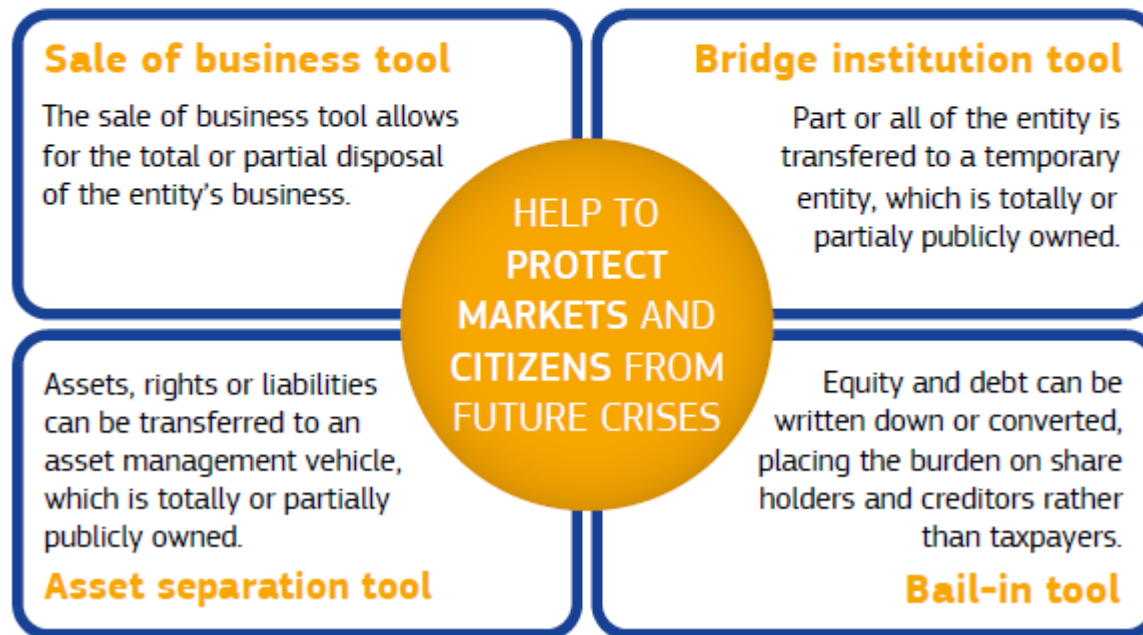 Sale of business tool
The sale of business tool allows
for the total or partial disposal
of the entity's business.
Bridge institution tool
Part or all of the entity is
transfered to a temporary
entity, which is totally or
partialy publicly owned.
HELP TO
PROTECT
MARKETS AND
CITIZENS FROM
FUTURE CRISES
Assets, rights or liabilities
can be transferred to an
asset management vehicle,
which is totally or partially
publicly owned.
Asset separation tool
Equity and debt can be
written down or converted,
placing the burden on share
holders and creditors rather
than taxpayers.
Bail-in tool